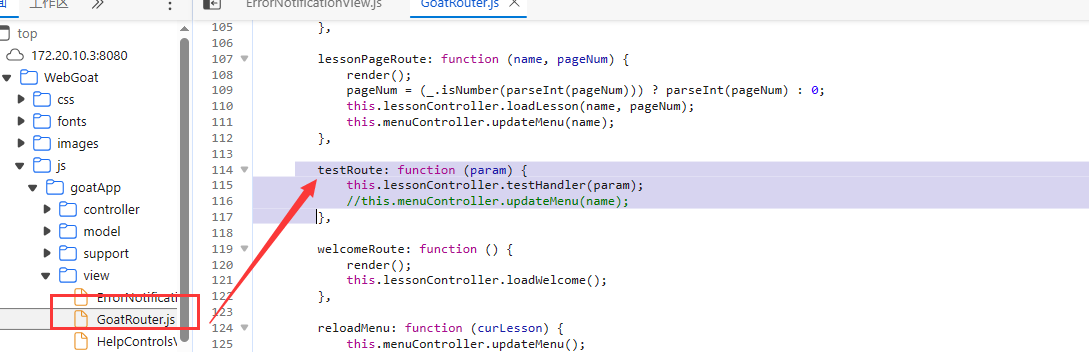 工作区
ErrorNotificationView.js
GoatRouter.js
top
172.20.10.3:8080
WebGoat
css
fonts
images
js
goatApp
controller
model
support
view
ErrorNotificatio
GoatRouter.js
HelpControlsV
105 },
106
107 lessonPageRoute: function (name, pageNum) {
108 render();
109 pageNum = (_.isNumber(parseInt(pageNum))) ? parseInt(pageNum) : 0;
110 this.lessonController.loadLesson(name, pageNum);
111 this.menuController.updateMenu(name);
112 },
113
114 testRoute: function (param) {
115 this.lessonController.testHandler(param);
116 //this.menuController.updateMenu(name);
117 },
118
119 welcomeRoute: function () {
120 render();
121 this.lessonController.loadWelcome();
122 },
123
124 reloadMenu: function (curLesson) {
125 this.menuController.updateMenu();